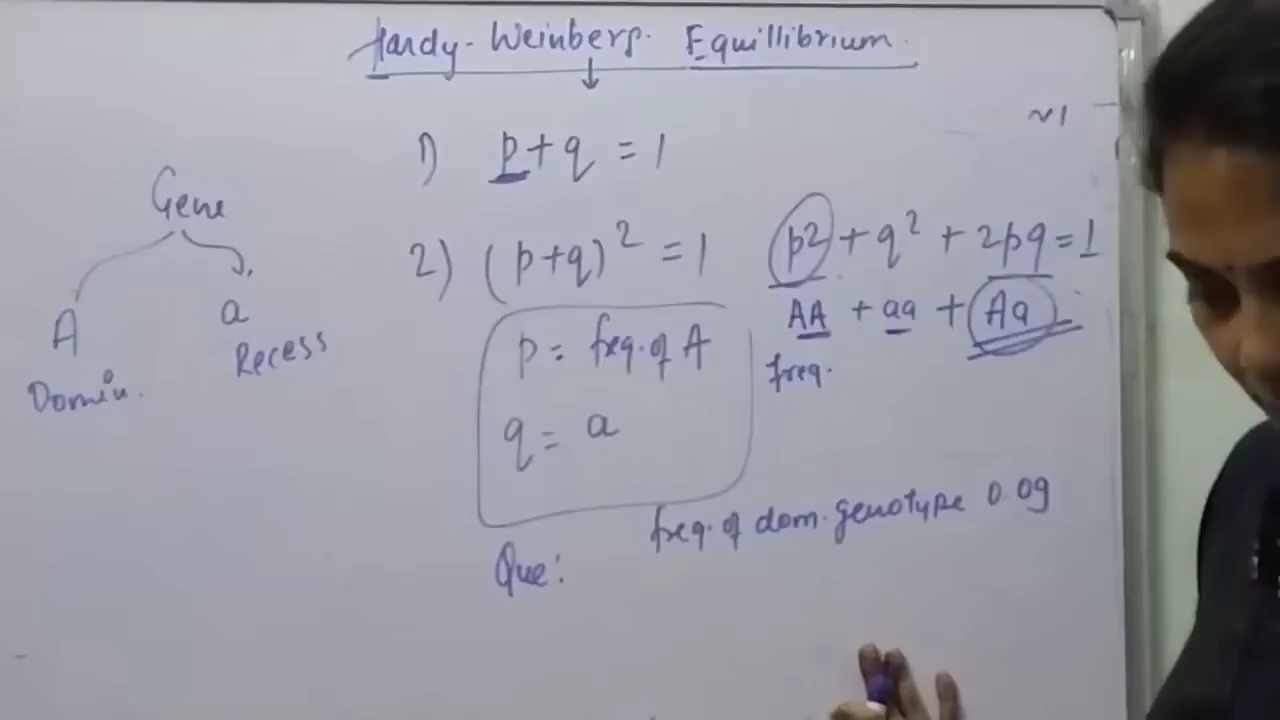 Hardy-Weinberg. Equillibrium.
~1
1) p+q = 1
Gene
2) (p+q)² = 1
p2 + q² + 2pq = 1
A
a
AA + aa + Aa
Domin.
Recess
p = freq. of A
freq.
q = a
freq. of dom. genotype 0.09
Que: